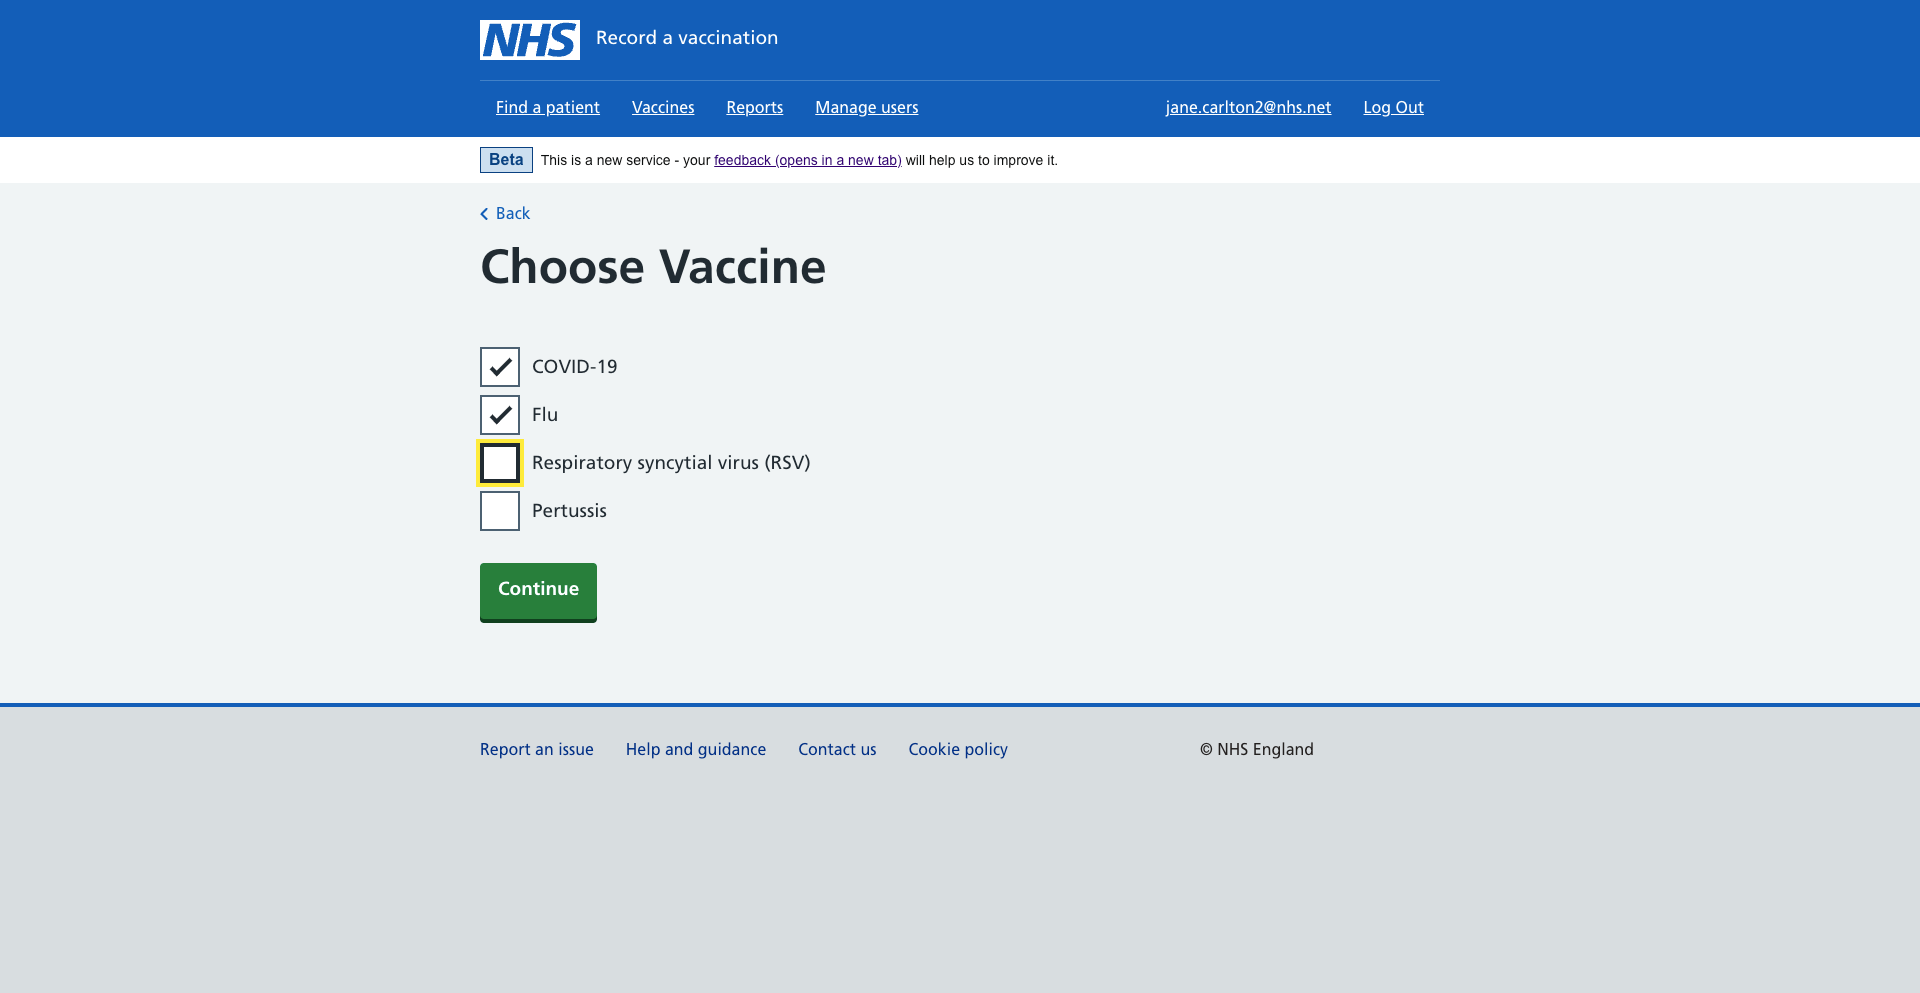 NHS Record a vaccination
Find a patient Vaccines Reports Manage users jane.carlton2@nhs.net Log Out
Beta This is a new service - your feedback (opens in a new tab) will help us to improve it.
Back
Choose Vaccine
COVID-19
Flu
Respiratory syncytial virus (RSV)
Pertussis
Continue
Report an issue Help and guidance Contact us Cookie policy © NHS England